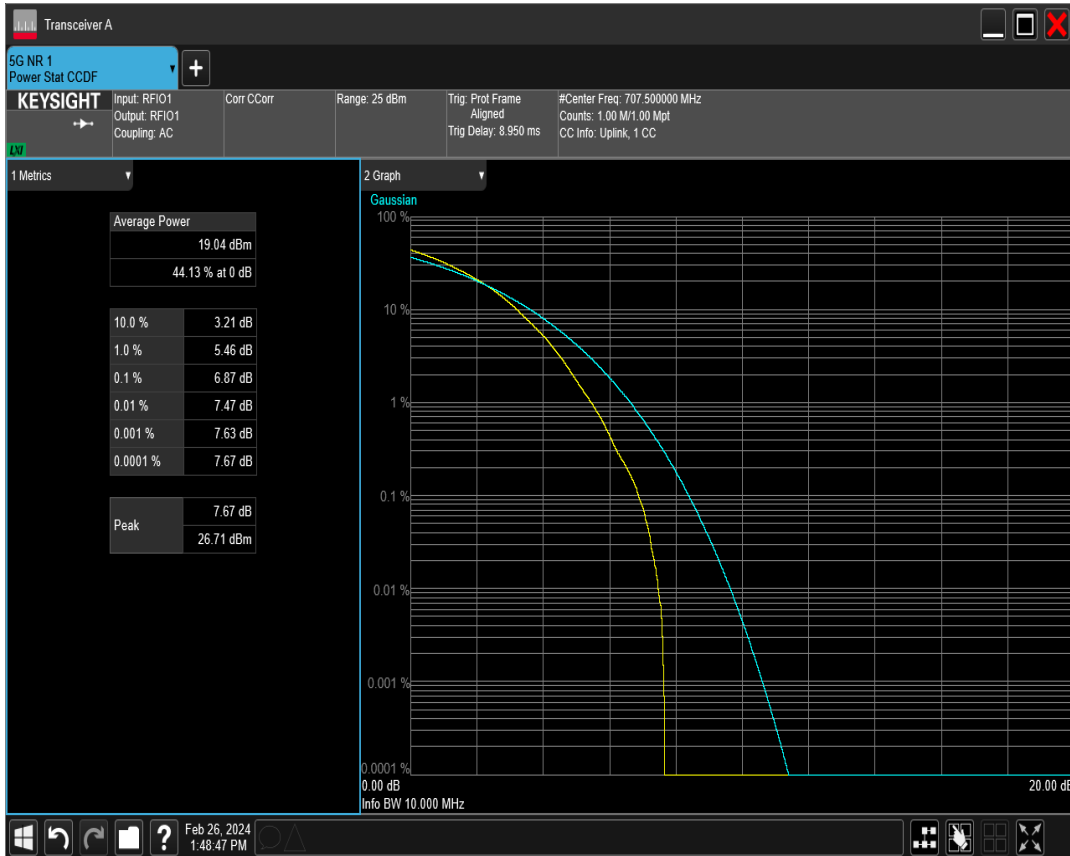 Transceiver A
5G NR 1
Power Stat CCDF
KEYSIGHT
LXI
Input: RFIO1
Output: RFIO1
Coupling: AC
Corr CCorr
Range: 25 dBm
Trig: Prot Frame
Aligned
Trig Delay: 8.950 ms
#Center Freq: 707.500000 MHz
Counts: 1.00 M/1.00 Mpt
CC Info: Uplink, 1 CC
1 Metrics
Average Power
19.04 dBm
44.13 % at 0 dB
10.0 % 3.21 dB
1.0 % 5.46 dB
0.1 % 6.87 dB
0.01 % 7.47 dB
0.001 % 7.63 dB
0.0001 % 7.67 dB
Peak 7.67 dB
26.71 dBm
2 Graph
Gaussian
100 %
10 %
1 %
0.1 %
0.01 %
0.001 %
0.0001 %
0.00 dB 20.00 dB
Info BW 10.000 MHz
? Feb 26, 2024
1:48:47 PM